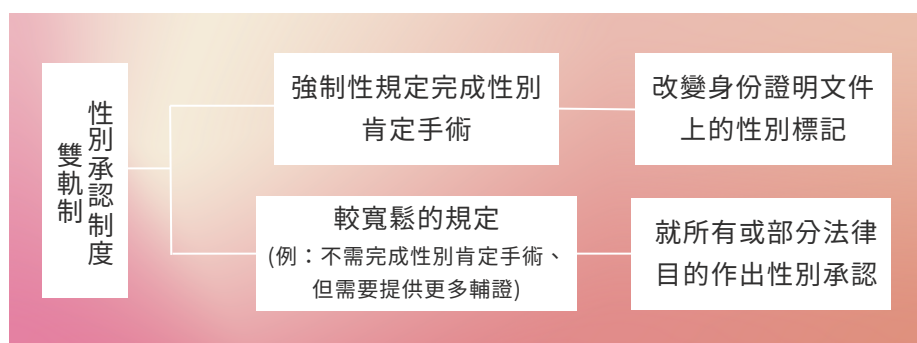 性別承認制度
雙軌制
強制性規定完成性別
肯定手術
改變身份證明文件
上的性別標記
較寬鬆的規定
(例：不需完成性別肯定手術、
但需要提供更多輔證)
就所有或部分法律
目的作出性別承認